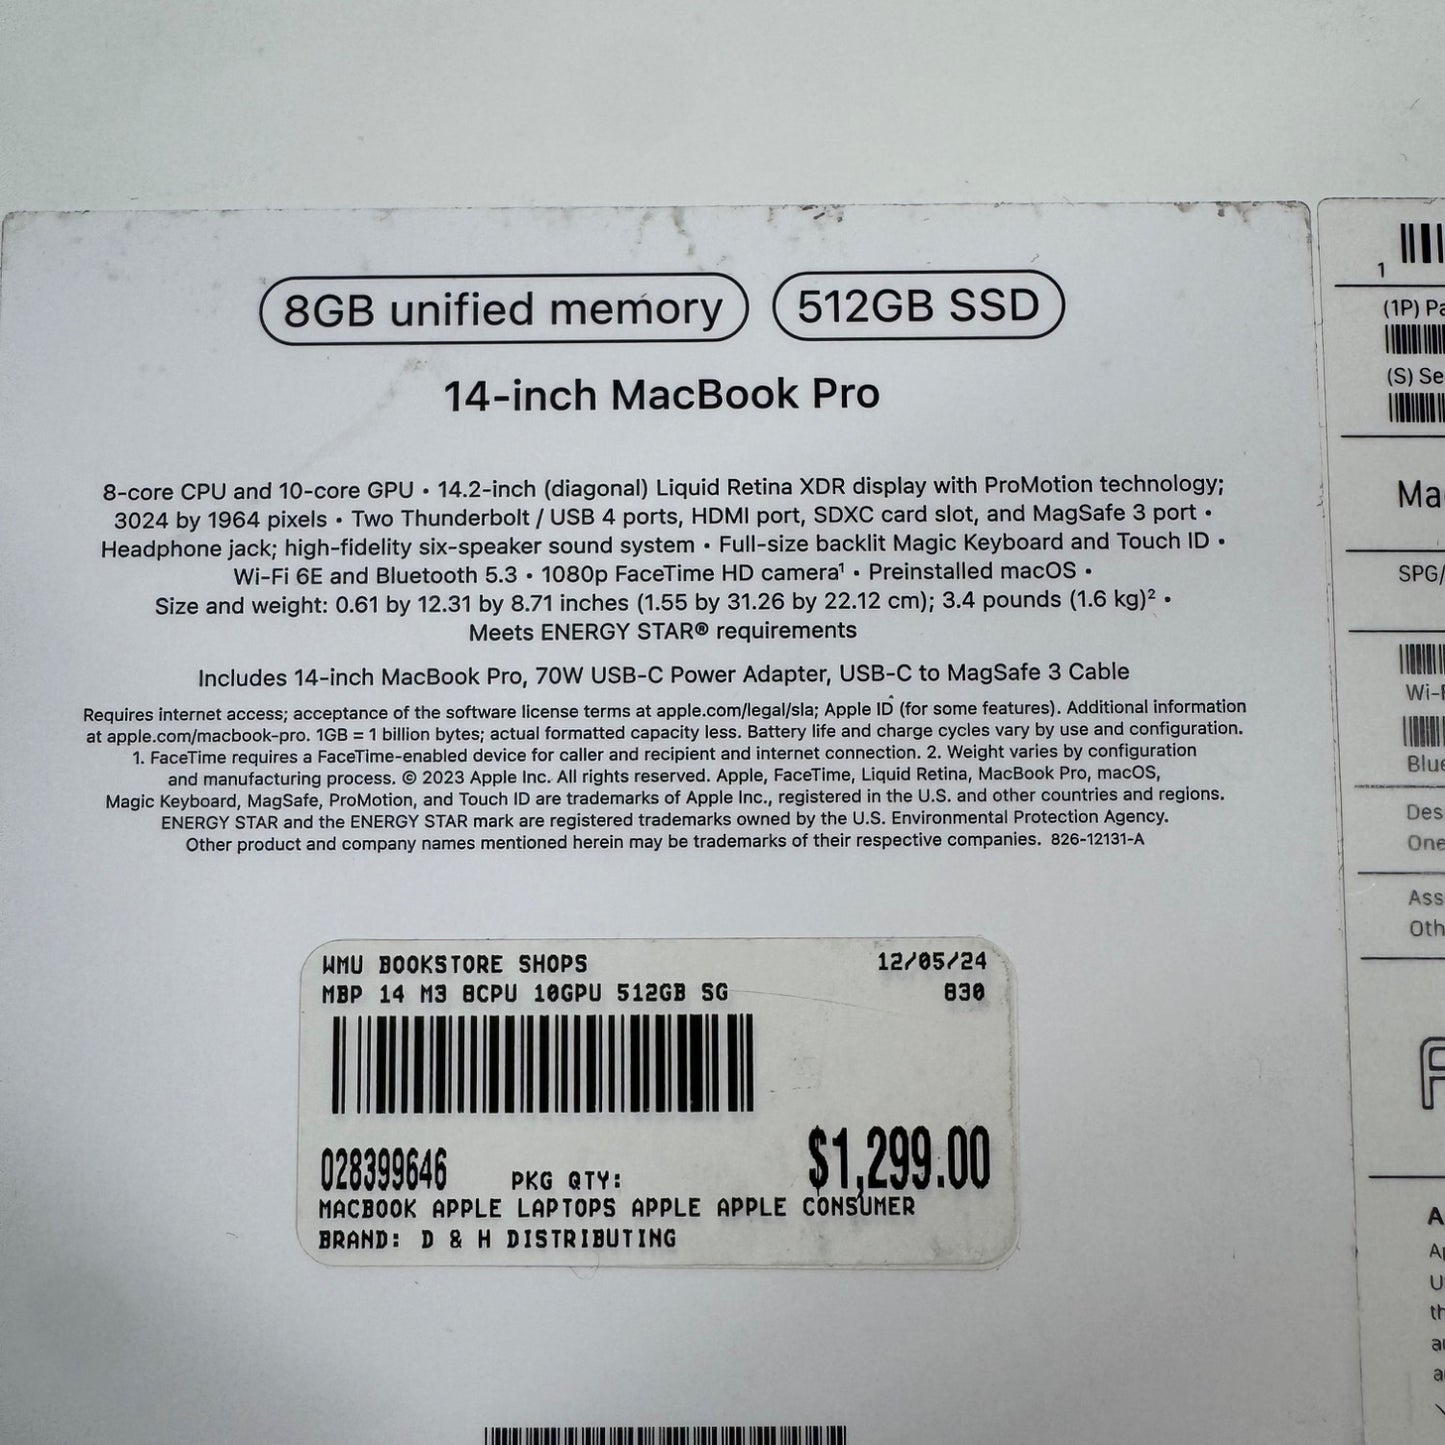 8GB unified memory 512GB SSD
14-inch MacBook Pro
8-core CPU and 10-core GPU • 14.2-inch (diagonal) Liquid Retina XDR display with ProMotion technology;
3024 by 1964 pixels • Two Thunderbolt / USB 4 ports, HDMI port, SDXC card slot, and MagSafe 3 port •
Headphone jack; high-fidelity six-speaker sound system • Full-size backlit Magic Keyboard and Touch ID •
Wi-Fi 6E and Bluetooth 5.3 • 1080p FaceTime HD camera¹ • Preinstalled macOS •
Size and weight: 0.61 by 12.31 by 8.71 inches (1.55 by 31.26 by 22.12 cm); 3.4 pounds (1.6 kg)² •
Meets ENERGY STAR® requirements
Includes 14-inch MacBook Pro, 70W USB-C Power Adapter, USB-C to MagSafe 3 Cable
Requires internet access; acceptance of the software license terms at apple.com/legal/sla; Apple ID (for some features). Additional information
at apple.com/macbook-pro. 1GB = 1 billion bytes; actual formatted capacity less. Battery life and charge cycles vary by use and configuration.
1. FaceTime requires a FaceTime-enabled device for caller and recipient and internet connection. 2. Weight varies by configuration
and manufacturing process. © 2023 Apple Inc. All rights reserved. Apple, FaceTime, Liquid Retina, MacBook Pro, macOS,
Magic Keyboard, MagSafe, ProMotion, and Touch ID are trademarks of Apple Inc., registered in the U.S. and other countries and regions.
ENERGY STAR and the ENERGY STAR mark are registered trademarks owned by the U.S. Environmental Protection Agency.
Other product and company names mentioned herein may be trademarks of their respective companies. 826-12131-A
WMU BOOKSTORE SHOPS 12/05/24
MBP 14 M3 8CPU 10GPU 512GB SG 830
028399646 PKG QTY: $1,299.00
MACBOOK APPLE LAPTOPS APPLE APPLE CONSUMER
BRAND: D & H DISTRIBUTING
1
(1P) Pa
(S) Se
Ma
SPG/
Wi-F
Blue
Des
One
Ass
Oth
A
Ap
U
th
a
a